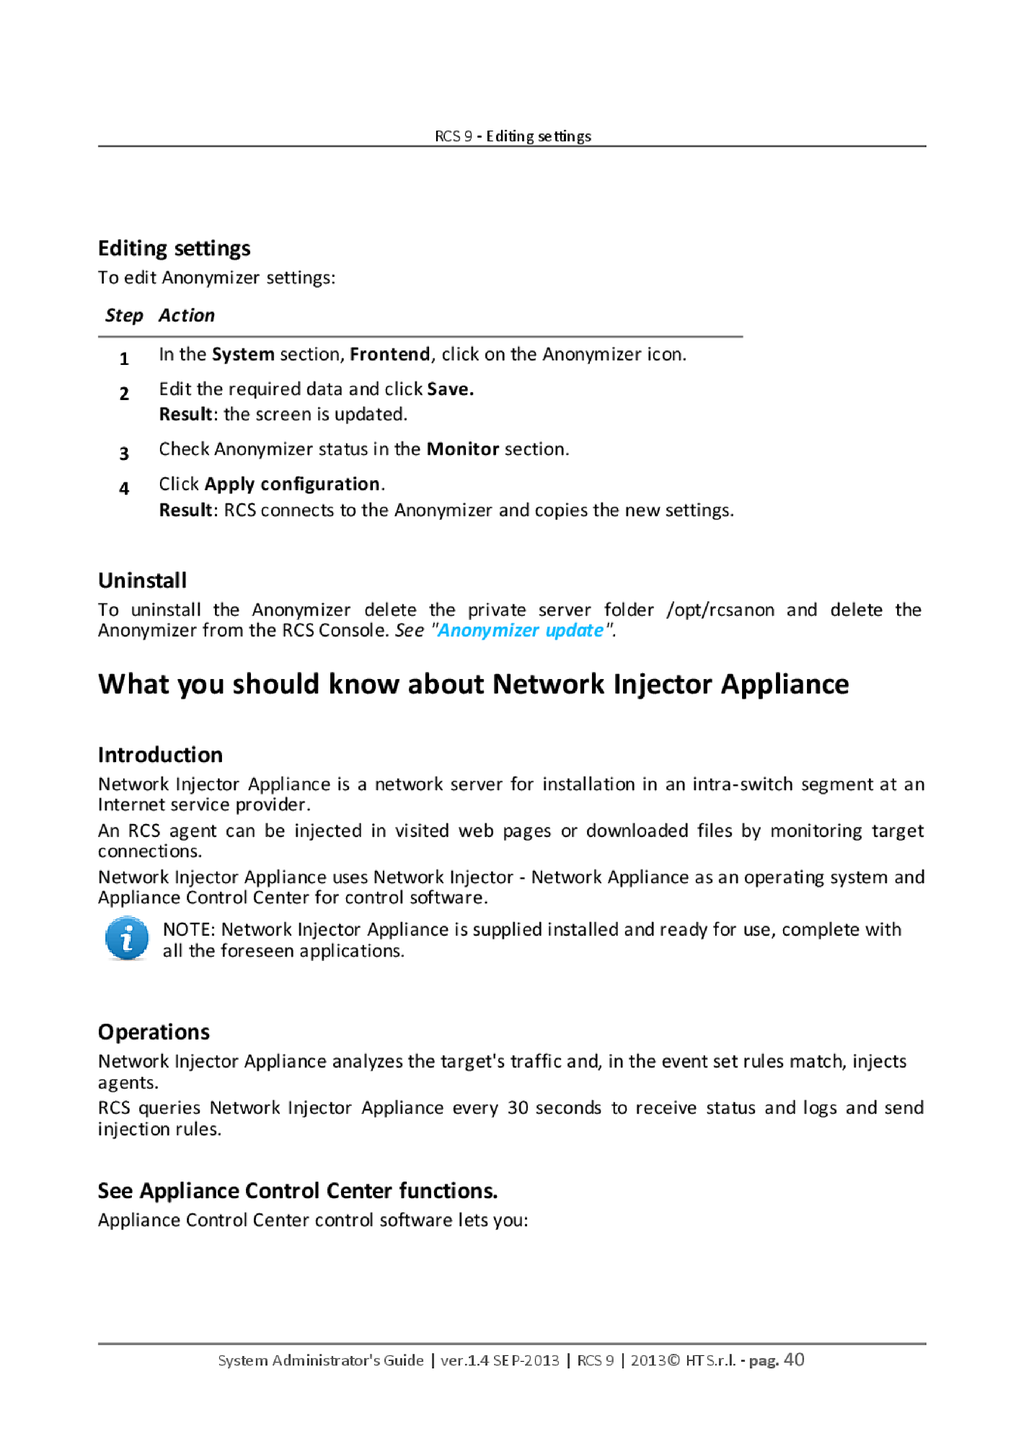 RCS 9 - Editing settings
Editing settings
To edit Anonymizer settings:
Step Action
1 In the System section, Frontend, click on the Anonymizer icon.
2 Edit the required data and click Save.
Result: the screen is updated.
3 Check Anonymizer status in the Monitor section.
4 Click Apply configuration.
Result: RCS connects to the Anonymizer and copies the new settings.
Uninstall
To uninstall the Anonymizer delete the private server folder /opt/rcsanon and delete the
Anonymizer from the RCS Console. See "Anonymizer update".
What you should know about Network Injector Appliance
Introduction
Network Injector Appliance is a network server for installation in an intra-switch segment at an
Internet service provider.
An RCS agent can be injected in visited web pages or downloaded files by monitoring target
connections.
Network Injector Appliance uses Network Injector - Network Appliance as an operating system and
Appliance Control Center for control software.
NOTE: Network Injector Appliance is supplied installed and ready for use, complete with
all the foreseen applications.
Operations
Network Injector Appliance analyzes the target's traffic and, in the event set rules match, injects
agents.
RCS queries Network Injector Appliance every 30 seconds to receive status and logs and send
injection rules.
See Appliance Control Center functions.
Appliance Control Center control software lets you:
System Administrator's Guide | ver.1.4 SEP-2013 | RCS 9 | 2013© HT S.r.l. - pag. 40